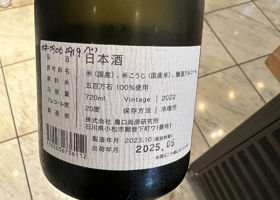 日本酒
米(国産)、米こうじ(国産米)、醸造アルコール
五百万石 100%使用
720ml Vintage | 2022
20度 保存方法 | 冷暗所
株式会社 農口尚彦研究所
石川県小松市観音下町ワ1番1
製造年月 2023.10
出荷年月 2025.05